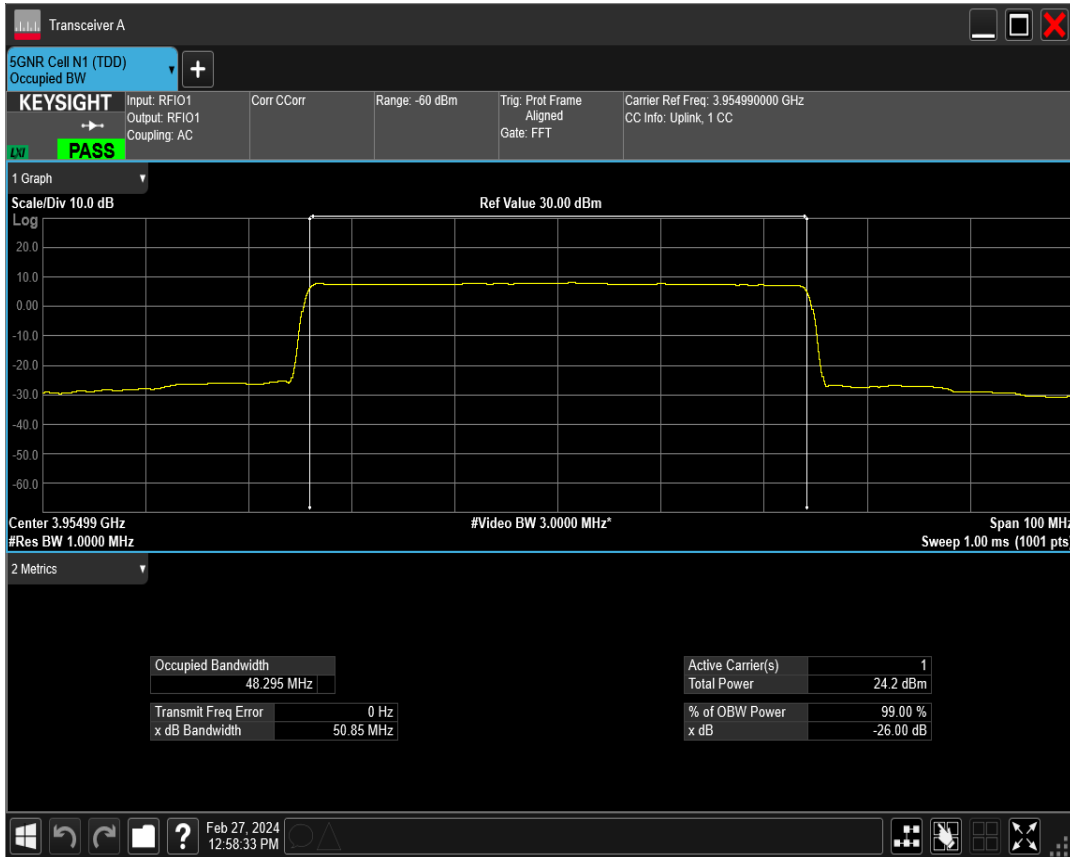 Transceiver A
5GNR Cell N1 (TDD)
Occupied BW
+
KEYSIGHT
LXI
PASS
Input: RFIO1
Output: RFIO1
Coupling: AC
Corr CCorr
Range: -60 dBm
Trig: Prot Frame
Aligned
Gate: FFT
Carrier Ref Freq: 3.954990000 GHz
CC Info: Uplink, 1 CC
1 Graph
Scale/Div 10.0 dB
Ref Value 30.00 dBm
Log
20.0
10.0
0.00
-10.0
-20.0
-30.0
-40.0
-50.0
-60.0
Center 3.95499 GHz
#Video BW 3.0000 MHz*
Span 100 MHz
#Res BW 1.0000 MHz
Sweep 1.00 ms (1001 pts)
2 Metrics
Occupied Bandwidth
48.295 MHz
Transmit Freq Error 0 Hz
x dB Bandwidth 50.85 MHz
Active Carrier(s) 1
Total Power 24.2 dBm
% of OBW Power 99.00 %
x dB -26.00 dB
?
Feb 27, 2024
12:58:33 PM